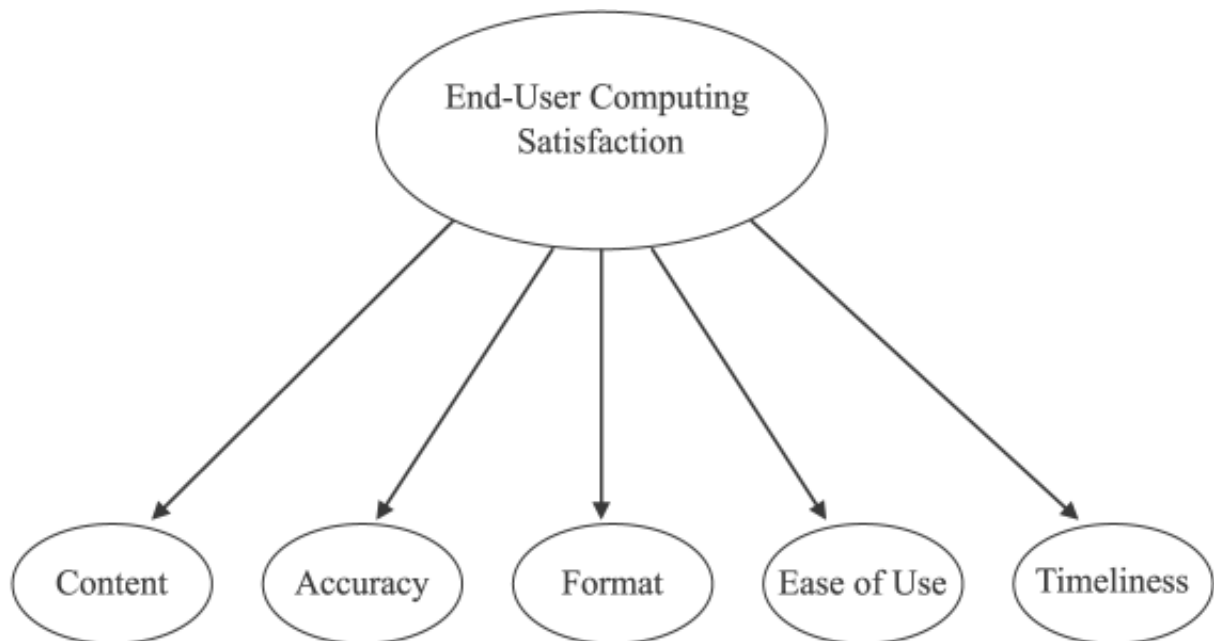 End-User Computing
Satisfaction
Content
Accuracy
Format
Ease of Use
Timeliness